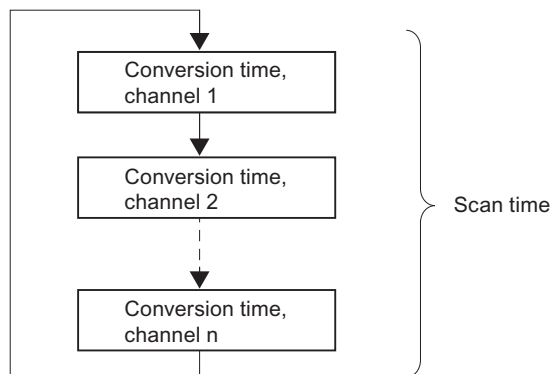 Conversion time,
channel 1
Conversion time,
channel 2
Scan time
Conversion time,
channel n